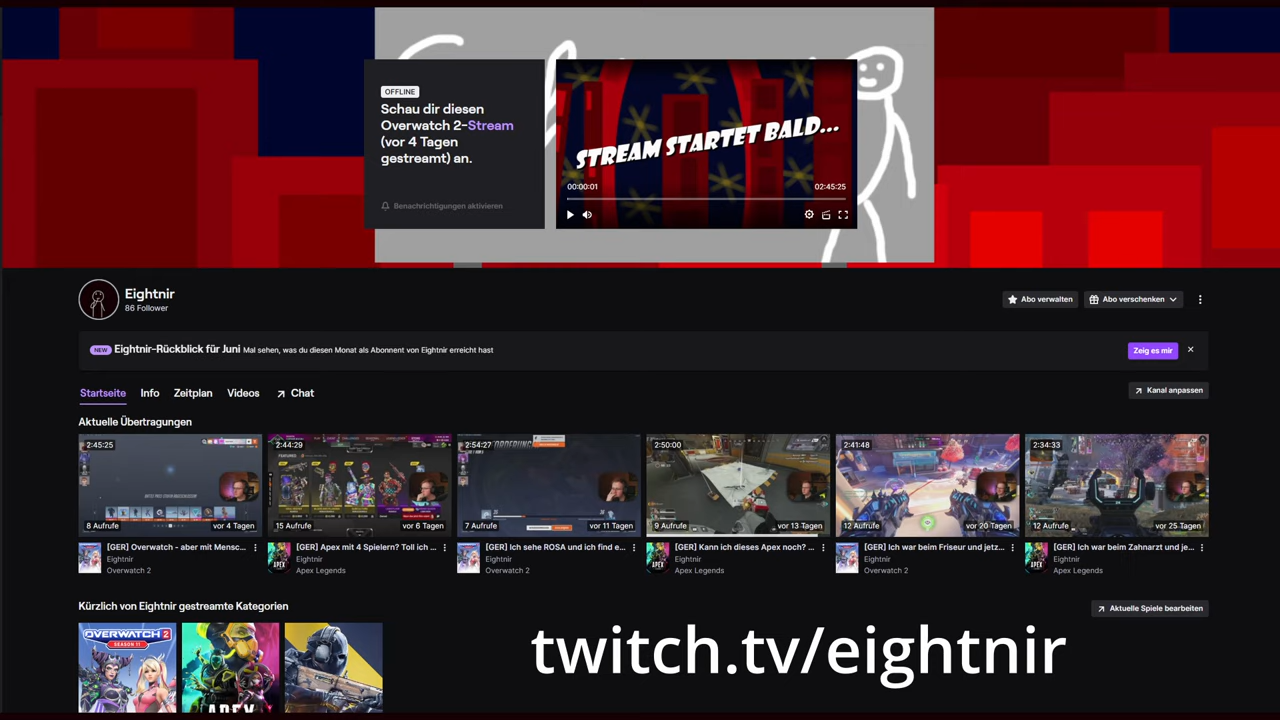 OFFLINE
Schau dir diesen
Overwatch 2-Stream
(vor 4 Tagen
gestreamt) an.
Benachrichtigungen aktivieren
STREAM STARTET BALD...
00:00:01
02:45:25
Eightnir
86 Follower
Abo verwalten
Abo verschenken
NEW Eightnir-Rückblick für Juni Mal sehen, was du diesen Monat als Abonnent von Eightnir erreicht hast
Zeig es mir
Startseite Info Zeitplan Videos Chat
Kanal anpassen
Aktuelle Übertragungen
2:45:25
8 Aufrufe
vor 4 Tagen
[GER] Overwatch - aber mit Mensc...
Eightnir
Overwatch 2
2:44:29
FEATURED
15 Aufrufe
vor 6 Tagen
[GER] Apex mit 4 Spielern? Toll ich ...
Eightnir
Apex Legends
2:54:27
7 Aufrufe
vor 11 Tagen
[GER] Ich sehe ROSA und ich find e...
Eightnir
Overwatch 2
2:50:00
9 Aufrufe
vor 13 Tagen
[GER] Kann ich dieses Apex noch? ...
Eightnir
Apex Legends
2:41:48
12 Aufrufe
vor 20 Tagen
[GER] Ich war beim Friseur und jetz...
Eightnir
Overwatch 2
2:34:33
12 Aufrufe
vor 25 Tagen
[GER] Ich war beim Zahnarzt und je...
Eightnir
Apex Legends
Kürzlich von Eightnir gestreamte Kategorien
Aktuelle Spiele bearbeiten
OVERWATCH 2
SEASON 11
APEX
twitch.tv/eightnir